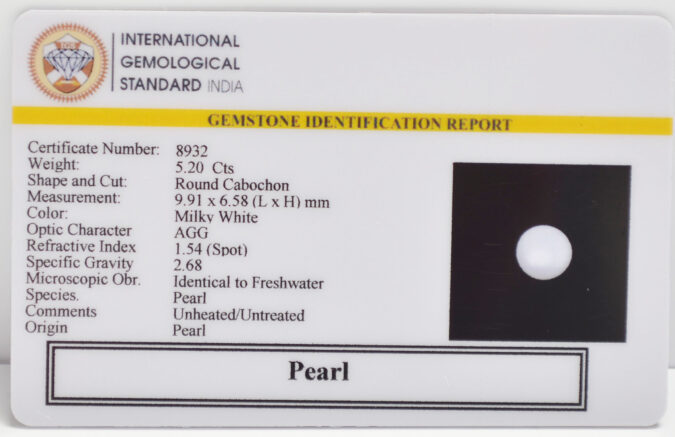 IGS
INTERNATIONAL
GEMOLOGICAL
STANDARD INDIA
GEMSTONE IDENTIFICATION REPORT
Certificate Number: 8932
Weight: 5.20 Cts
Shape and Cut: Round Cabochon
Measurement: 9.91 x 6.58 (L x H) mm
Color: Milky White
Optic Character AGG
Refractive Index 1.54 (Spot)
Specific Gravity 2.68
Microscopic Obr. Identical to Freshwater
Species. Pearl
Comments Unheated/Untreated
Origin Pearl
Pearl